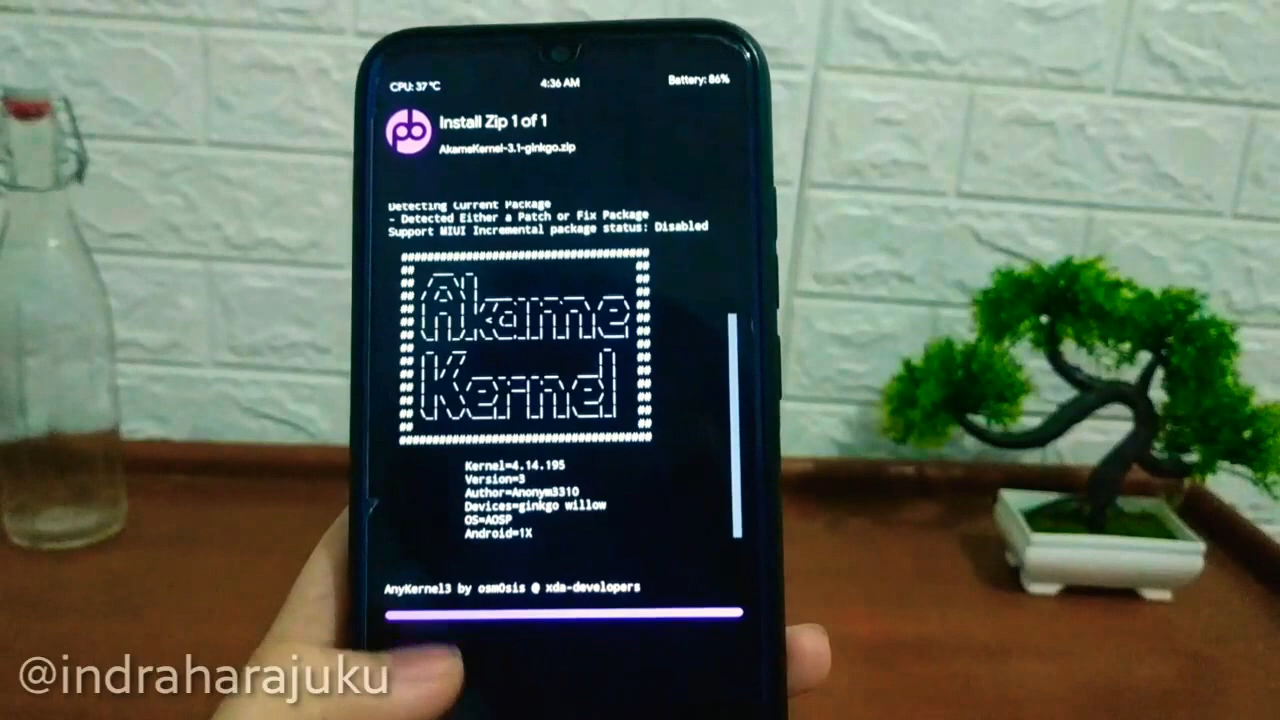 CPU: 37 °C 4:36 AM Battery: 86%
pb
Install Zip 1 of 1
AkameKernel-3.1-ginkgo.zip
Detecting Current Package
- Detected Either a Patch or Fix Package
Support MIUI Incremental package status: Disabled
Akame
Kernel
Kernel=4.14.195
Version=3
Author=Anonym3310
Devices=ginkgo willow
OS=AOSP
Android=1X
AnyKernel3 by osm0sis @ xda-developers
@indraharajuku